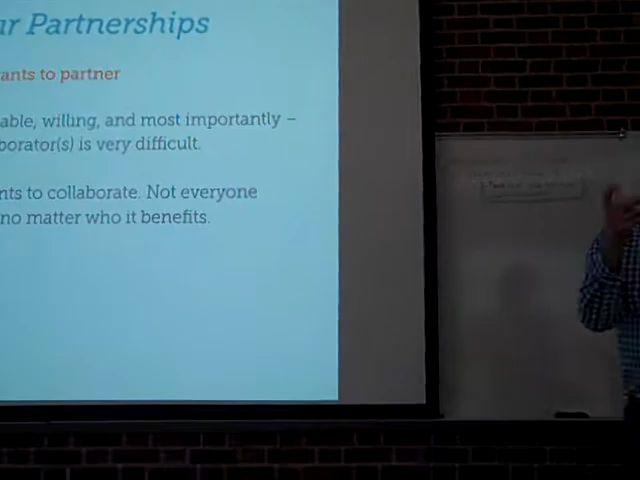 ur Partnerships
ants to partner
able, willing, and most importantly –
borator(s) is very difficult.
nts to collaborate. Not everyone
no matter who it benefits.